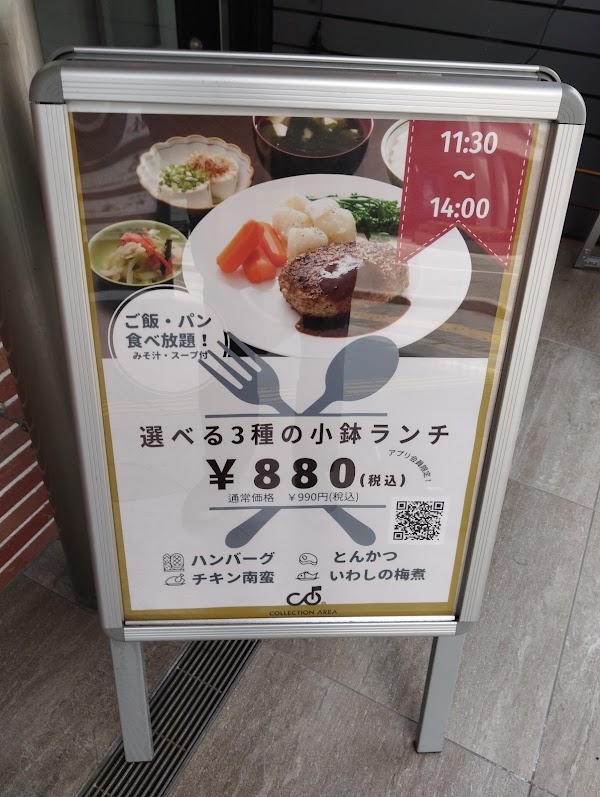 11:30
～
14:00
ご飯・パン
食べ放題！
みそ汁・スープ付
選べる3種の小鉢ランチ
アプリ会員限定！
¥880(税込)
通常価格 ¥990円(税込)
ハンバーグ
とんかつ
チキン南蛮
いわしの梅煮
COLLECTION AREA